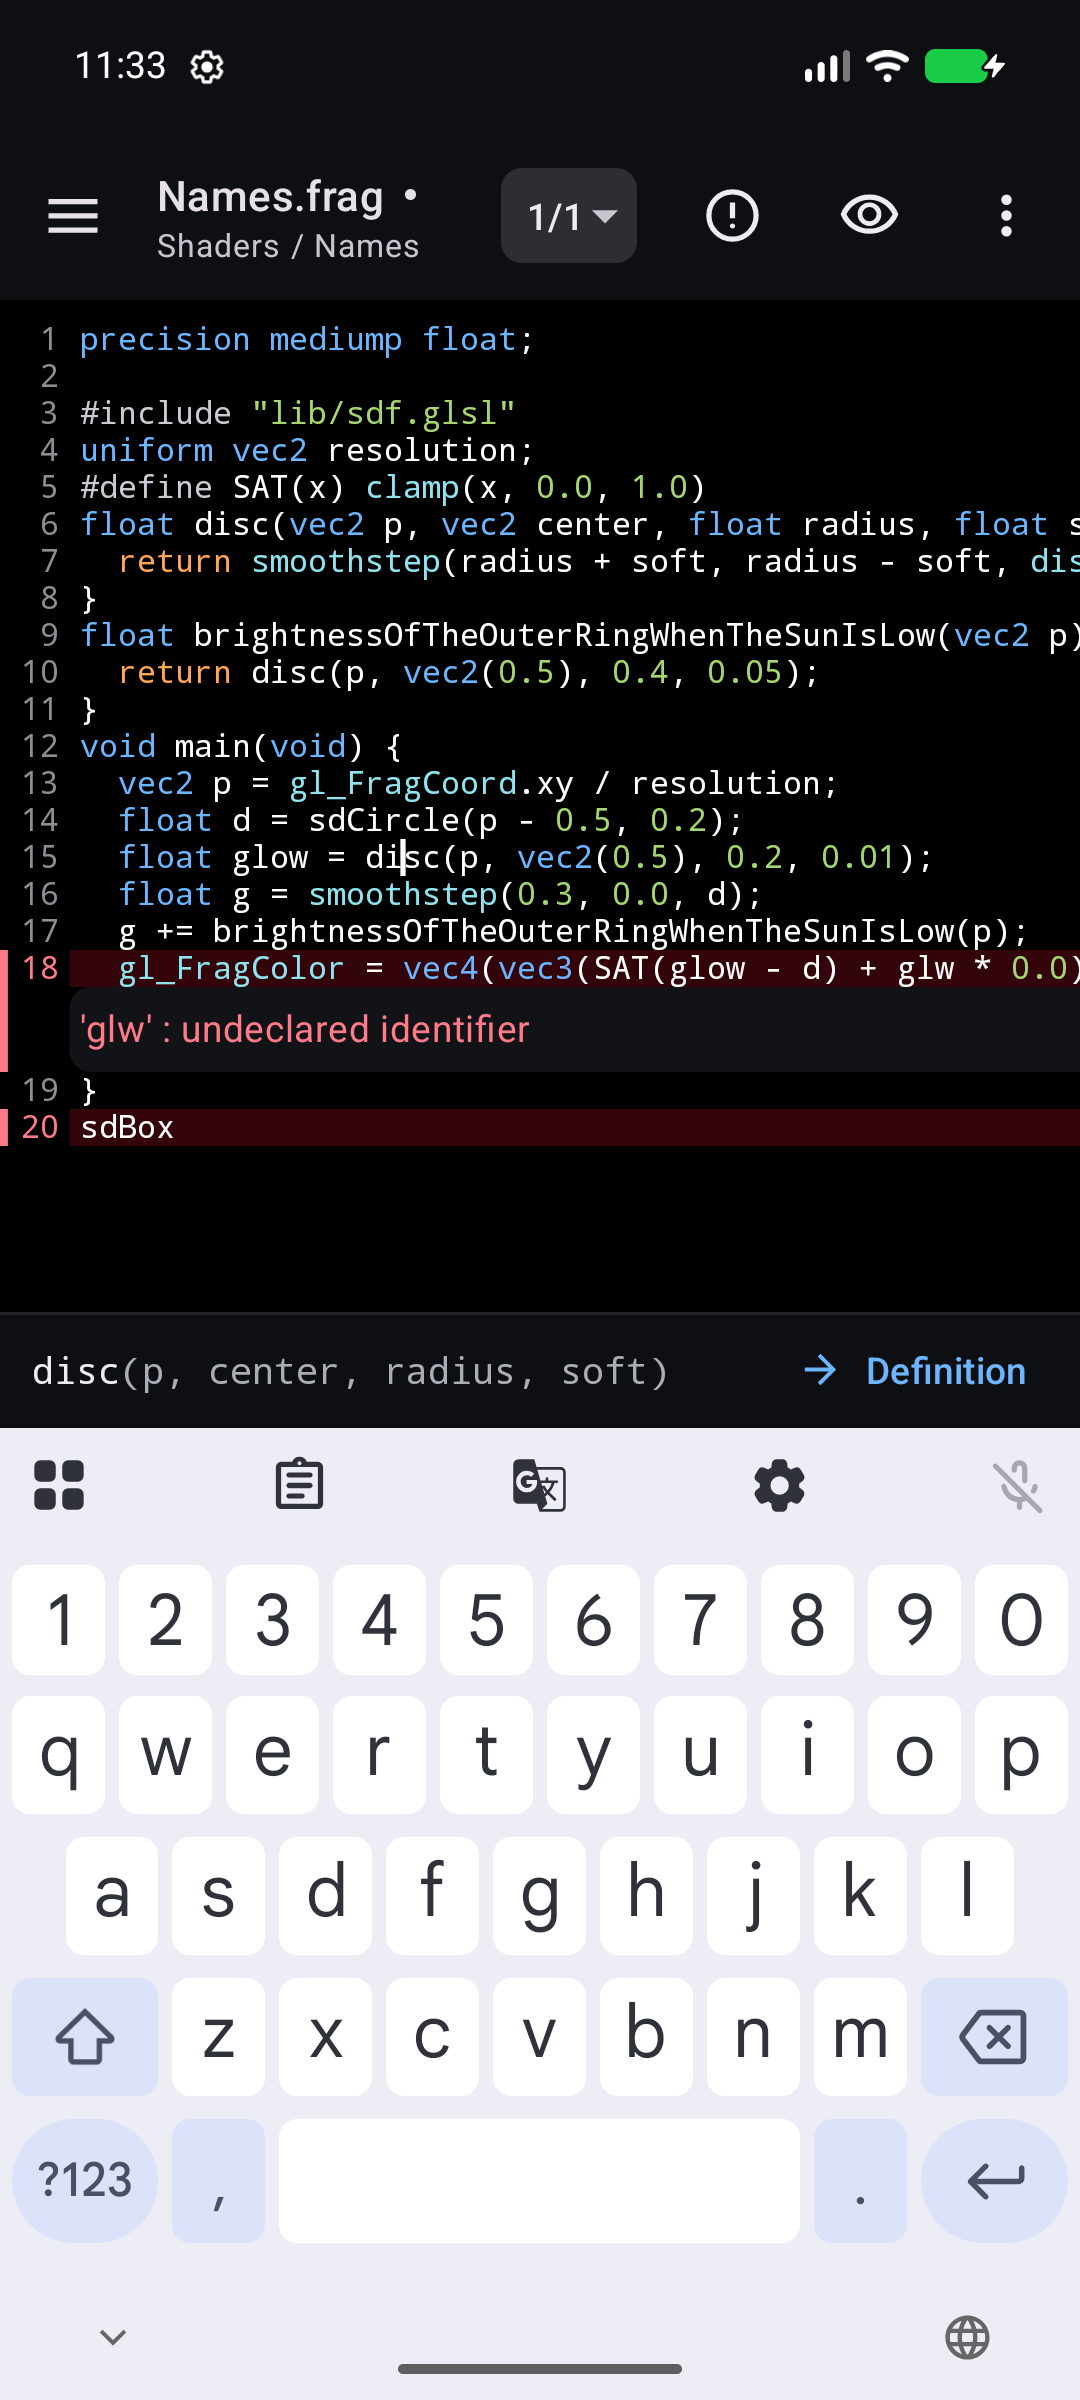 11:33
Names.frag •
Shaders / Names
1/1
1 precision mediump float;
2
3 #include "lib/sdf.glsl"
4 uniform vec2 resolution;
5 #define SAT(x) clamp(x, 0.0, 1.0)
6 float disc(vec2 p, vec2 center, float radius, float s
7   return smoothstep(radius + soft, radius - soft, dis
8 }
9 float brightnessOfTheOuterRingWhenTheSunIsLow(vec2 p)
10   return disc(p, vec2(0.5), 0.4, 0.05);
11 }
12 void main(void) {
13   vec2 p = gl_FragCoord.xy / resolution;
14   float d = sdCircle(p - 0.5, 0.2);
15   float glow = disc(p, vec2(0.5), 0.2, 0.01);
16   float g = smoothstep(0.3, 0.0, d);
17   g += brightnessOfTheOuterRingWhenTheSunIsLow(p);
18   gl_FragColor = vec4(vec3(SAT(glow - d) + glw * 0.0)
'glw' : undeclared identifier
19 }
20 sdBox
disc(p, center, radius, soft) → Definition
1 2 3 4 5 6 7 8 9 0
q w e r t y u i o p
a s d f g h j k l
z x c v b n m
?123 , .